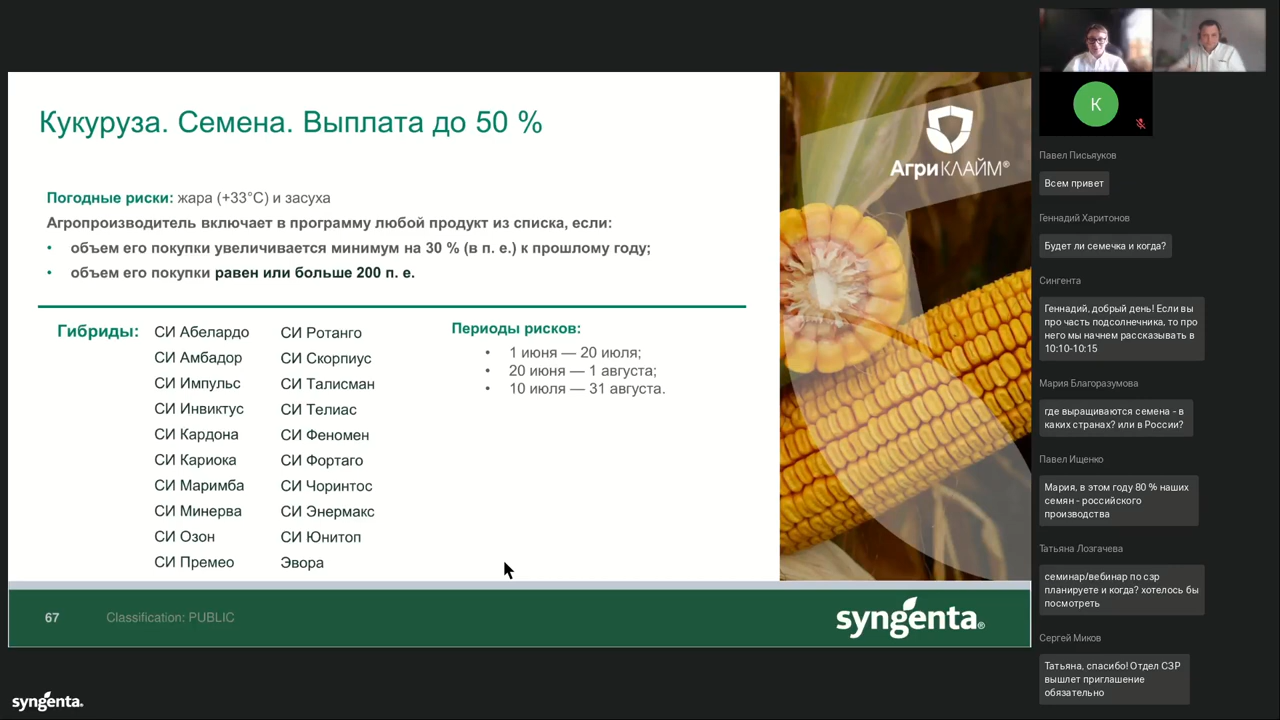 Кукуруза. Семена. Выплата до 50 %
АгриКЛАЙМ®
Погодные риски: жара (+33°С) и засуха
Агропроизводитель включает в программу любой продукт из списка, если:
• объем его покупки увеличивается минимум на 30 % (в п. е.) к прошлому году;
• объем его покупки равен или больше 200 п. е.
Гибриды:
СИ Абелардо
СИ Амбадор
СИ Импульс
СИ Инвиктус
СИ Кардона
СИ Кариока
СИ Маримба
СИ Минерва
СИ Озон
СИ Премео
СИ Ротанго
СИ Скорпиус
СИ Талисман
СИ Телиас
СИ Феномен
СИ Фортаго
СИ Чоринтос
СИ Энермакс
СИ Юнитоп
Эвора
Периоды рисков:
• 1 июня — 20 июля;
• 20 июня — 1 августа;
• 10 июля — 31 августа.
67
Classification: PUBLIC
syngenta®
syngenta.
К
Павел Письяуков
Всем привет
Геннадий Харитонов
Будет ли семечка и когда?
Сингента
Геннадий, добрый день! Если вы
про часть подсолнечника, то про
него мы начнем рассказывать в
10:10-10:15
Мария Благоразумова
где выращиваются семена - в
каких странах? или в России?
Павел Ищенко
Мария, в этом году 80 % наших
семян - российского
производства
Татьяна Лозгачева
семинар/вебинар по сзр
планируете и когда? хотелось бы
посмотреть
Сергей Миков
Татьяна, спасибо! Отдел СЗР
вышлет приглашение
обязательно